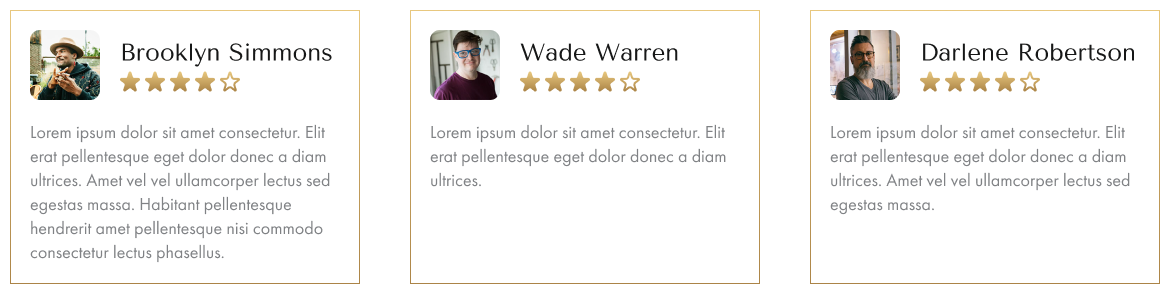 Brooklyn Simmons
Lorem ipsum dolor sit amet consectetur. Elit
erat pellentesque eget dolor donec a diam
ultrices. Amet vel vel ullamcorper lectus sed
egestas massa. Habitant pellentesque
hendrerit amet pellentesque nisi commodo
consectetur lectus phasellus.
Wade Warren
Lorem ipsum dolor sit amet consectetur. Elit
erat pellentesque eget dolor donec a diam
ultrices.
Darlene Robertson
Lorem ipsum dolor sit amet consectetur. Elit
erat pellentesque eget dolor donec a diam
ultrices. Amet vel vel ullamcorper lectus sed
egestas massa.